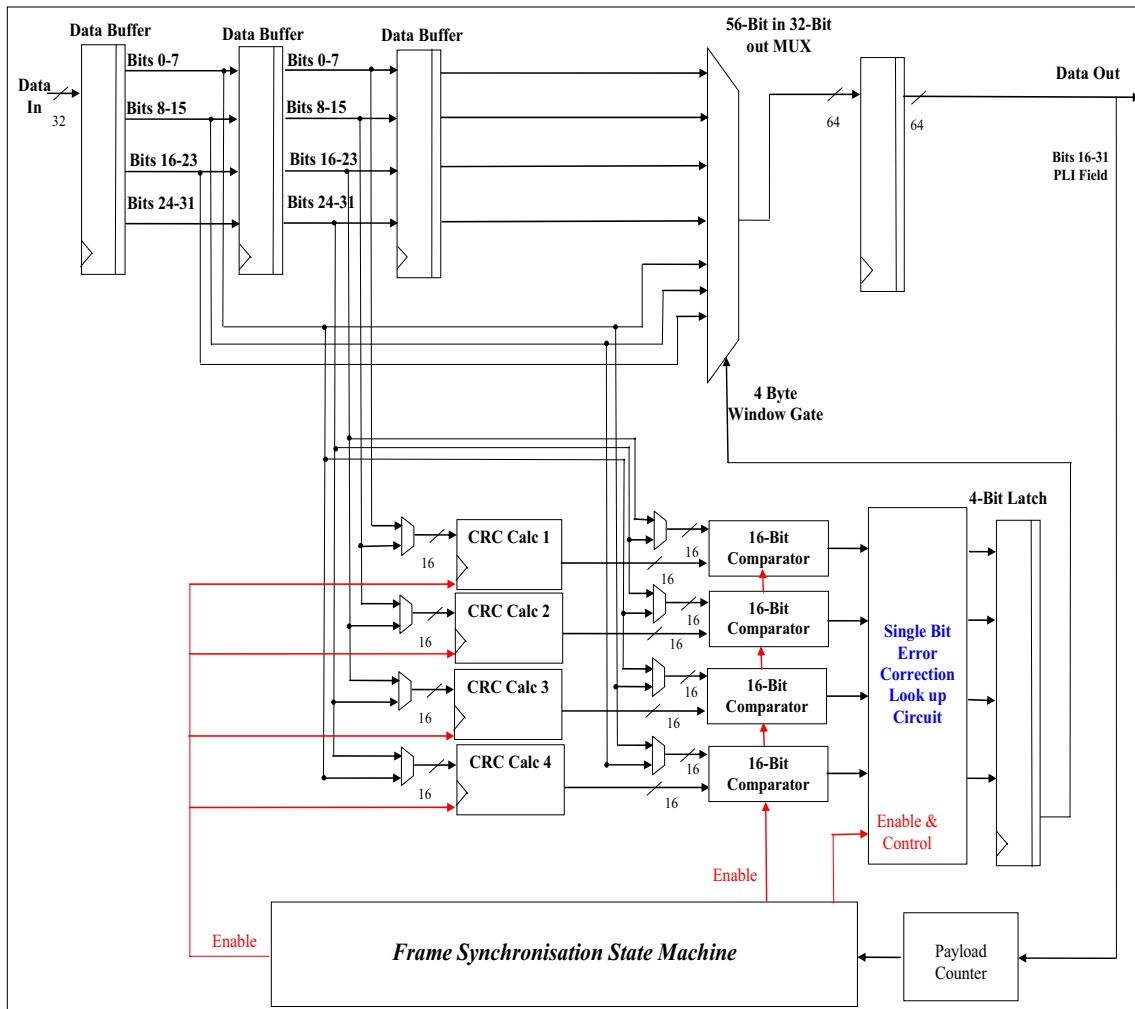 Data Buffer
Data Buffer
Data Buffer
56-Bit in 32-Bit
out MUX
Data
In
32
Bits 0-7
Bits 8-15
Bits 16-23
Bits 24-31
Bits 0-7
Bits 8-15
Bits 16-23
Bits 24-31
64
64
Data Out
Bits 16-31
PLI Field
4 Byte
Window Gate
4-Bit Latch
16
CRC Calc 1
16
16
16-Bit
Comparator
16
CRC Calc 2
16
16
16-Bit
Comparator
16
CRC Calc 3
16
16
16-Bit
Comparator
16
CRC Calc 4
16
16
16-Bit
Comparator
Single Bit
Error
Correction
Look up
Circuit
Enable &
Control
Enable
Enable
Frame Synchronisation State Machine
Payload
Counter